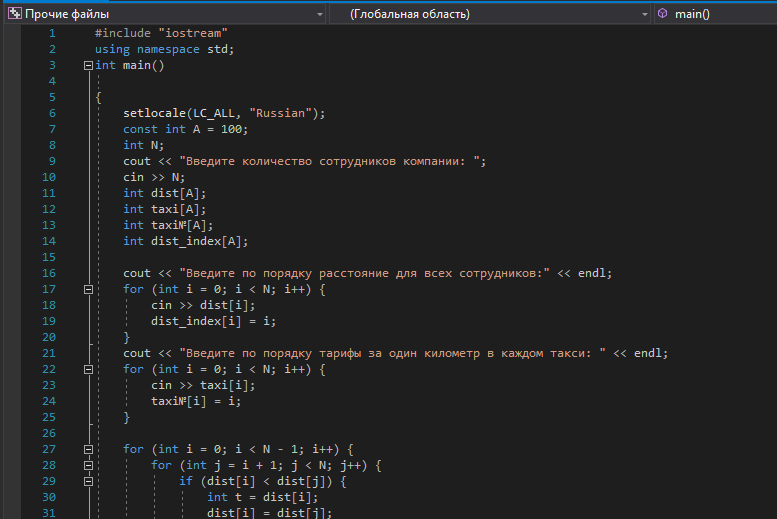 Прочие файлы (Глобальная область) main()
1 #include "iostream"
2 using namespace std;
3 int main()
4
5 {
6 setlocale(LC_ALL, "Russian");
7 const int A = 100;
8 int N;
9 cout << "Введите количество сотрудников компании: ";
10 cin >> N;
11 int dist[A];
12 int taxi[A];
13 int taxi№[A];
14 int dist_index[A];
15
16 cout << "Введите по порядку расстояние для всех сотрудников:" << endl;
17 for (int i = 0; i < N; i++) {
18 cin >> dist[i];
19 dist_index[i] = i;
20 }
21 cout << "Введите по порядку тарифы за один километр в каждом такси: " << endl;
22 for (int i = 0; i < N; i++) {
23 cin >> taxi[i];
24 taxi№[i] = i;
25 }
26
27 for (int i = 0; i < N - 1; i++) {
28 for (int j = i + 1; j < N; j++) {
29 if (dist[i] < dist[j]) {
30 int t = dist[i];
31 dist[i] = dist[j];